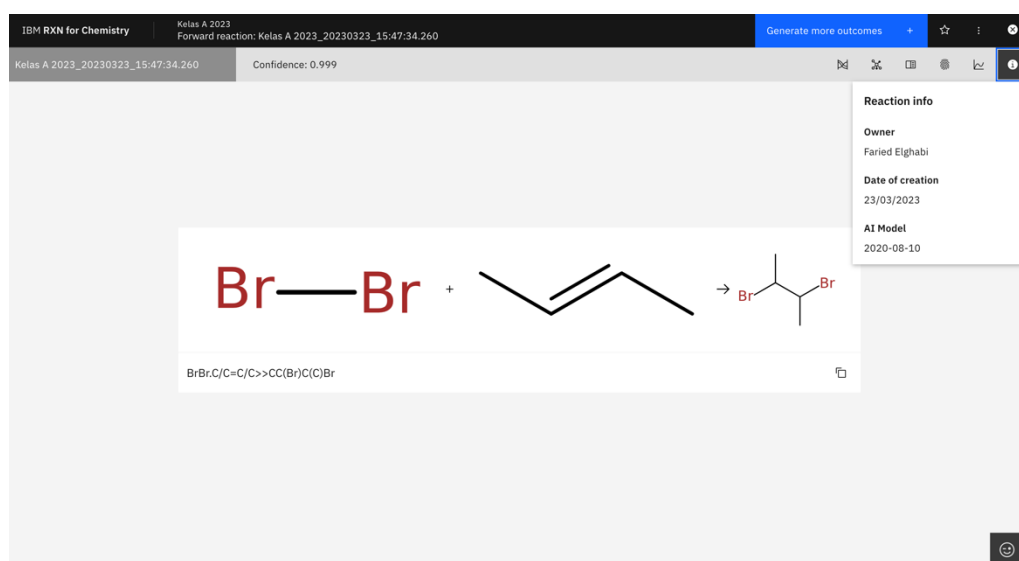 IBM RXN for Chemistry
Kelas A 2023
Forward reaction: Kelas A 2023_20230323_15:47:34.260
Generate more outcomes +
Kelas A 2023_20230323_15:47:34.260
Confidence: 0.999
Reaction info
Owner
Faried Elghabi
Date of creation
23/03/2023
AI Model
2020-08-10
Br Br + → Br Br
BrBr.C/C=C/C>>CC(Br)C(C)Br